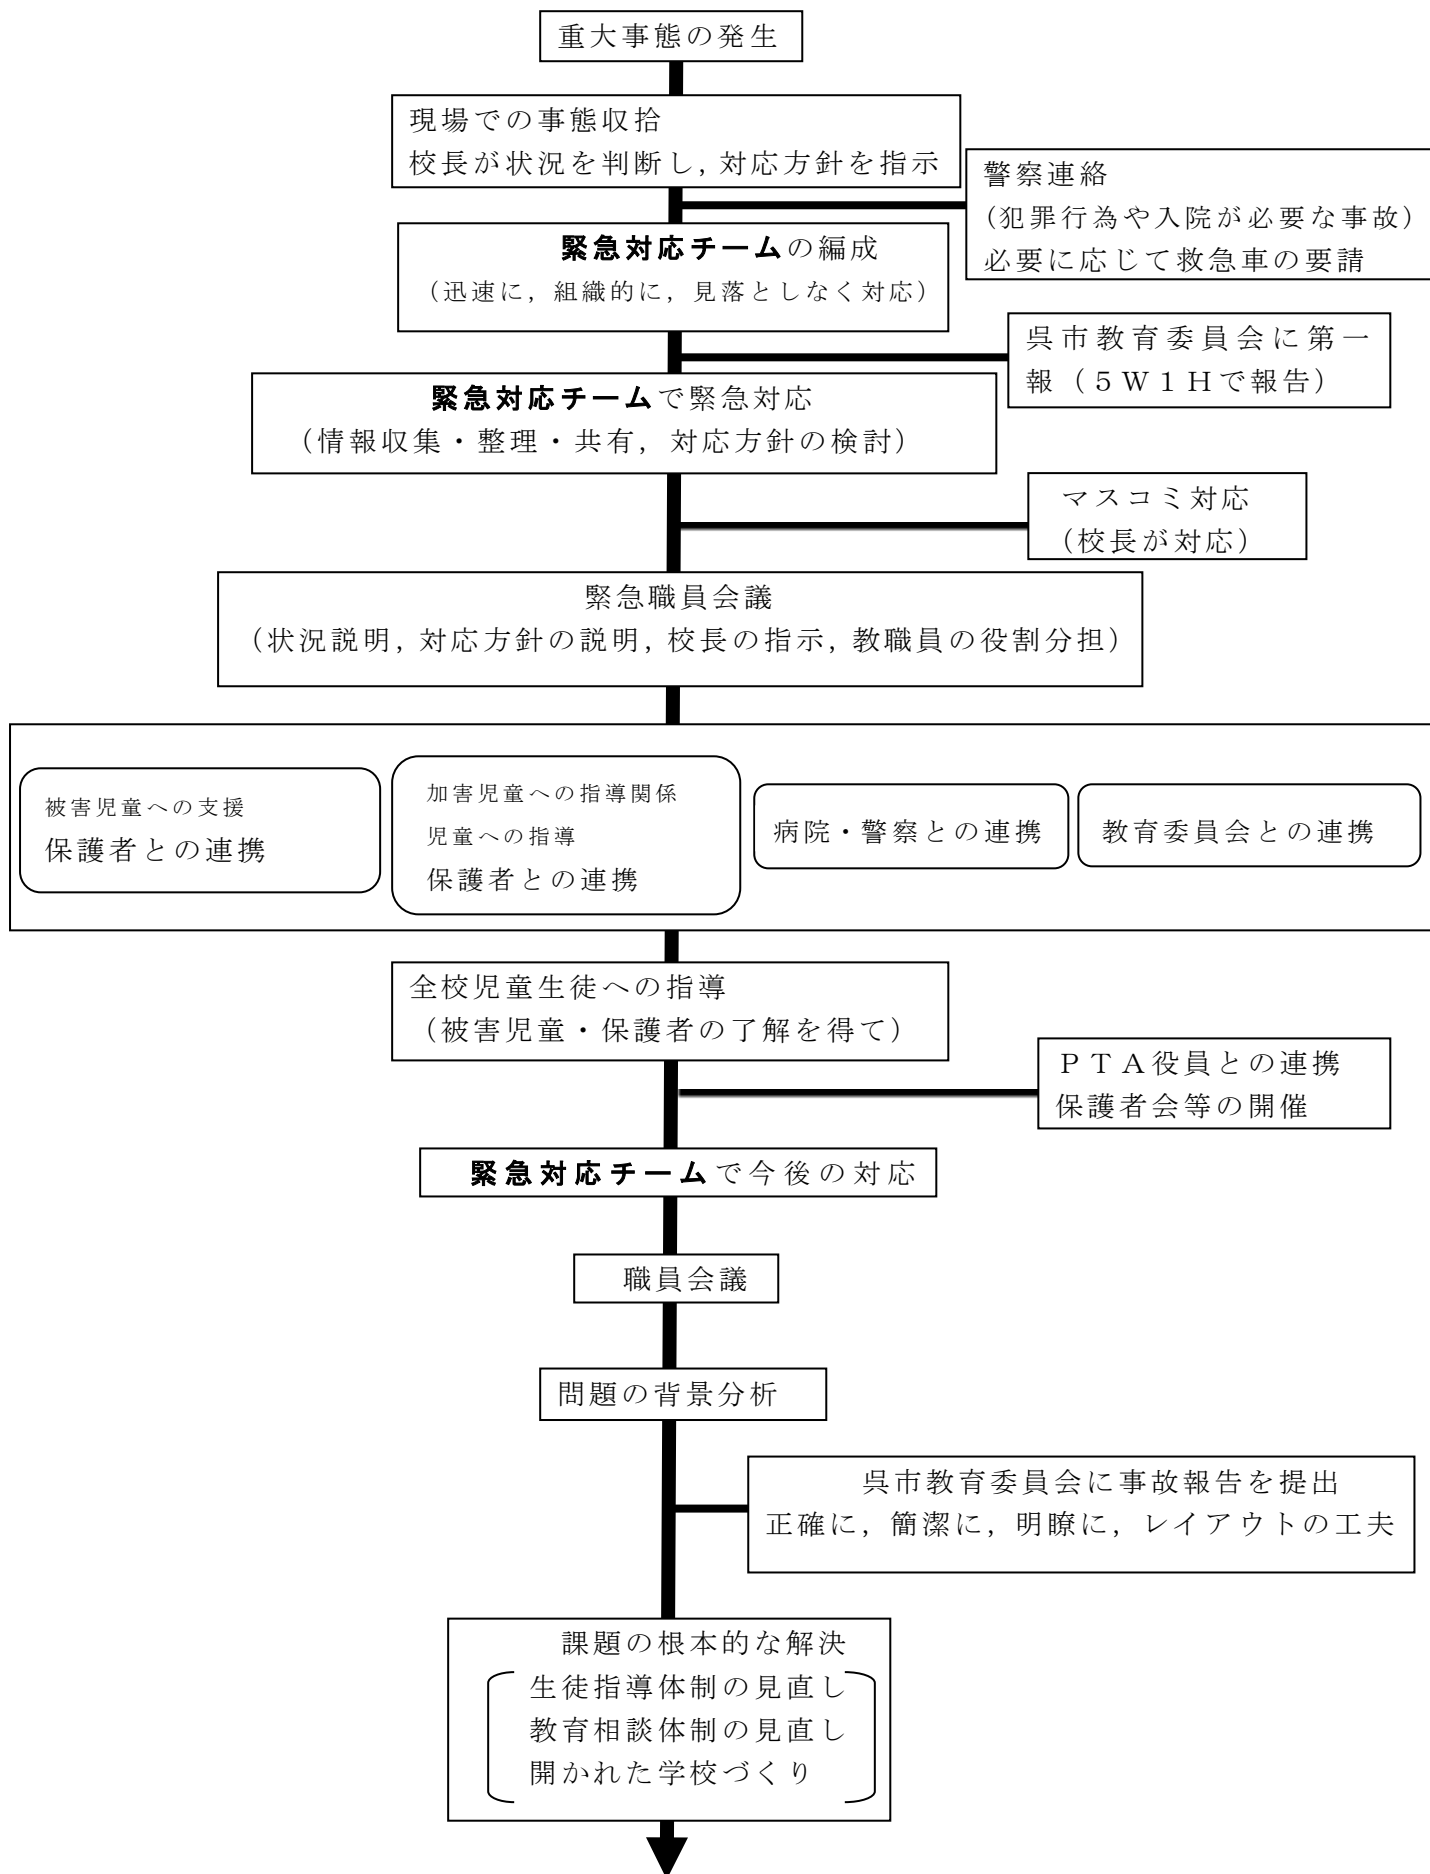 重大事態の発生
現場での事態収拾
校長が状況を判断し，対応方針を指示
警察連絡
（犯罪行為や入院が必要な事故）
必要に応じて救急車の要請
緊急対応チームの編成
（迅速に，組織的に，見落としなく対応）
呉市教育委員会に第一
報（５Ｗ１Ｈで報告）
緊急対応チームで緊急対応
（情報収集・整理・共有，対応方針の検討）
マスコミ対応
（校長が対応）
緊急職員会議
（状況説明，対応方針の説明，校長の指示，教職員の役割分担）
被害児童への支援
保護者との連携
加害児童への指導関係
児童への指導
保護者との連携
病院・警察との連携
教育委員会との連携
全校児童生徒への指導
（被害児童・保護者の了解を得て）
ＰＴＡ役員との連携
保護者会等の開催
緊急対応チームで今後の対応
職員会議
問題の背景分析
呉市教育委員会に事故報告を提出
正確に，簡潔に，明瞭に，レイアウトの工夫
課題の根本的な解決
生徒指導体制の見直し
教育相談体制の見直し
開かれた学校づくり